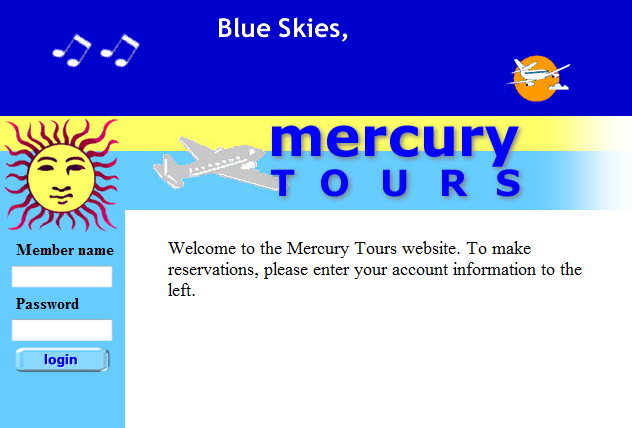 Blue Skies,
mercury
TOURS
Member name
Password
login
Welcome to the Mercury Tours website. To make
reservations, please enter your account information to the
left.